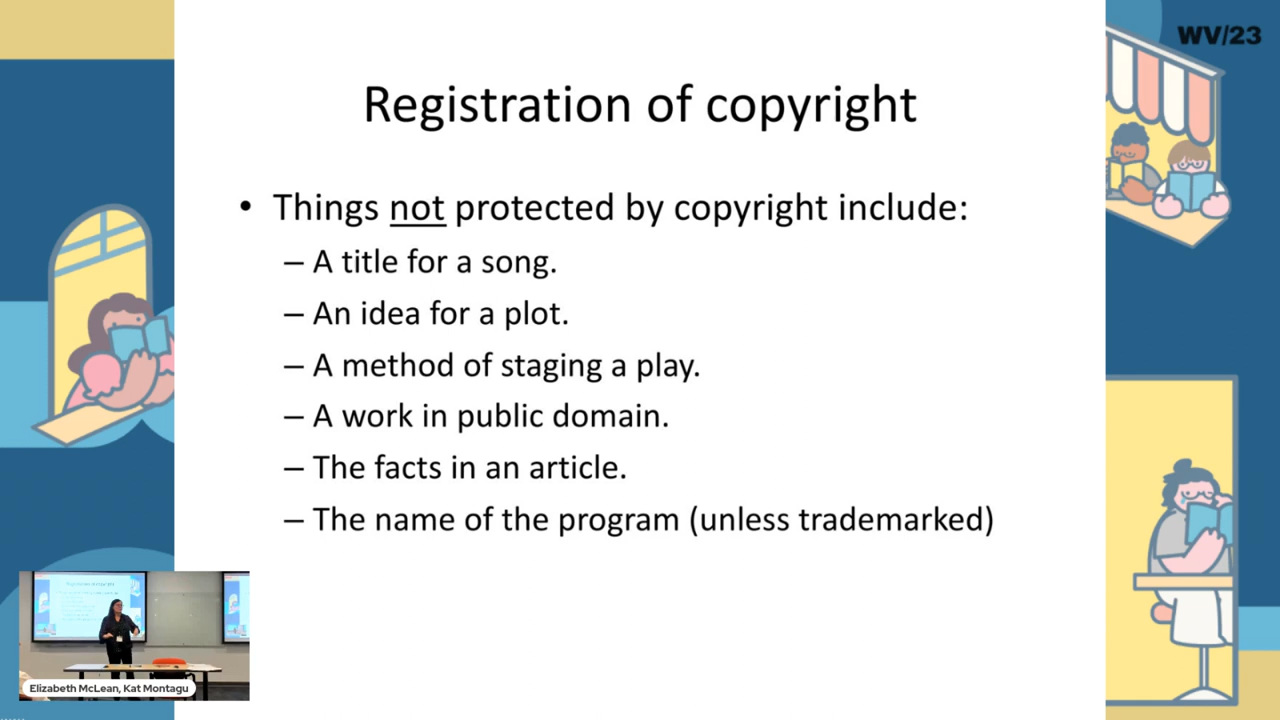 WV/23
Registration of copyright
• Things not protected by copyright include:
– A title for a song.
– An idea for a plot.
– A method of staging a play.
– A work in public domain.
– The facts in an article.
– The name of the program (unless trademarked)
Elizabeth McLean, Kat Montagu